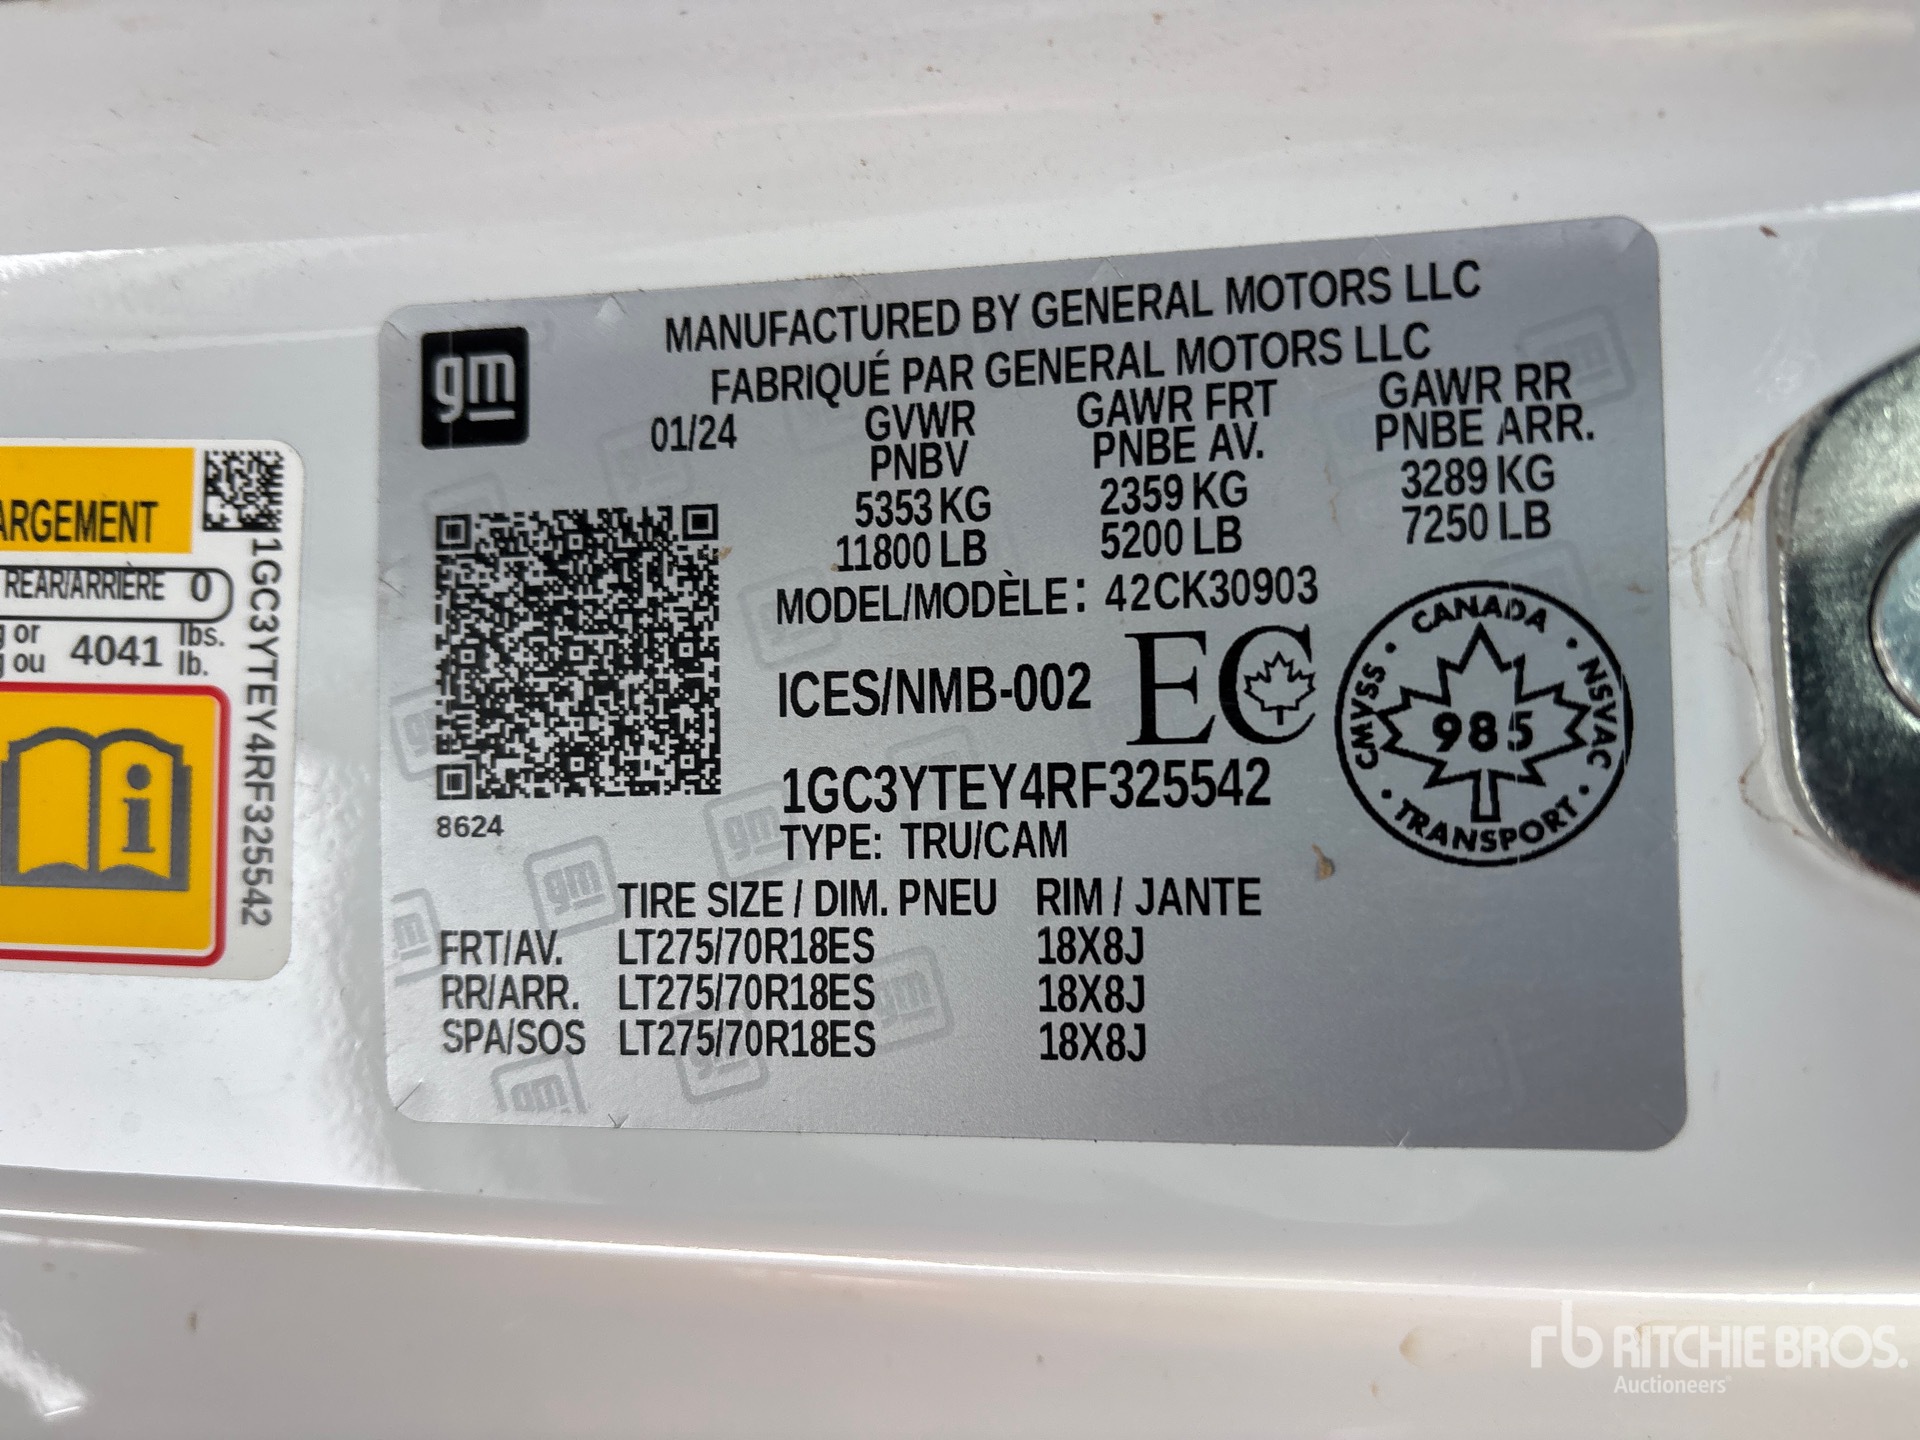 ARGEMENT
REAR/ARRIÈRE 0
g or 4041 lbs.
g ou lb.
1GC3YTEY4RF325542
gm
MANUFACTURED BY GENERAL MOTORS LLC
FABRIQUÉ PAR GENERAL MOTORS LLC
01/24 GVWR GAWR FRT GAWR RR
PNBV PNBE AV. PNBE ARR.
5353 KG 2359 KG 3289 KG
11800 LB 5200 LB 7250 LB
MODEL/MODÈLE: 42CK30903
ICES/NMB-002 EC
CANADA
CMVSS 985 NSVAC
TRANSPORT
1GC3YTEY4RF325542
8624
TYPE: TRU/CAM
TIRE SIZE / DIM. PNEU RIM / JANTE
FRT/AV. LT275/70R18ES 18X8J
RR/ARR. LT275/70R18ES 18X8J
SPA/SOS LT275/70R18ES 18X8J
rb RITCHIE BROS.
Auctioneers